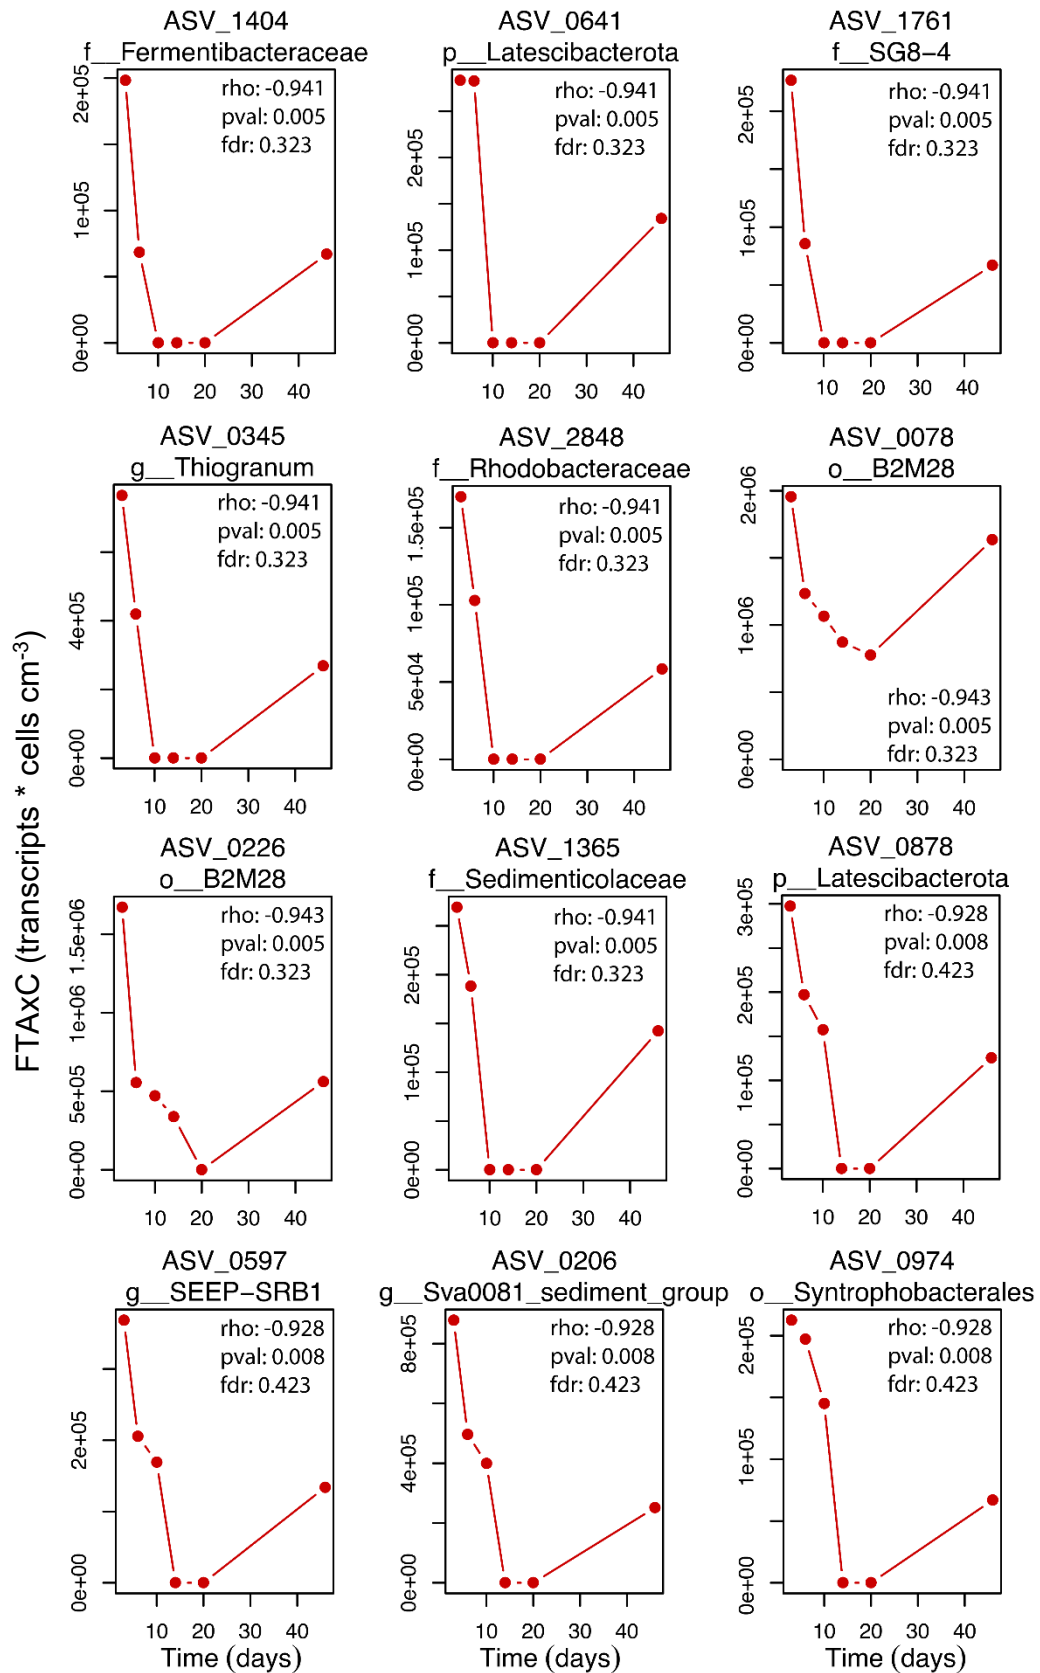 ASV_1404
f__Fermentibacteraceae
rho: -0.941
pval: 0.005
fdr: 0.323
0e+00 1e+05 2e+05
10 20 30 40
ASV_0641
p__Latescibacterota
rho: -0.941
pval: 0.005
fdr: 0.323
0e+00 1e+05 2e+05
10 20 30 40
ASV_1761
f__SG8−4
rho: -0.941
pval: 0.005
fdr: 0.323
0e+00 1e+05 2e+05
10 20 30 40
ASV_0345
g__Thiogranum
rho: -0.941
pval: 0.005
fdr: 0.323
0e+00 4e+05
10 20 30 40
ASV_2848
f__Rhodobacteraceae
rho: -0.941
pval: 0.005
fdr: 0.323
0e+00 5e+04 1e+05 1.5e+05
10 20 30 40
ASV_0078
o__B2M28
rho: -0.943
pval: 0.005
fdr: 0.323
0e+00 1e+06 2e+06
10 20 30 40
FTAxC (transcripts * cells cm-3)
ASV_0226
o__B2M28
rho: -0.943
pval: 0.005
fdr: 0.323
0e+00 5e+05 1e+06 1.5e+06
10 20 30 40
ASV_1365
f__Sedimenticolaceae
rho: -0.941
pval: 0.005
fdr: 0.323
0e+00 1e+05 2e+05
10 20 30 40
ASV_0878
p__Latescibacterota
rho: -0.928
pval: 0.008
fdr: 0.423
0e+00 1e+05 2e+05 3e+05
10 20 30 40
ASV_0597
g__SEEP−SRB1
rho: -0.928
pval: 0.008
fdr: 0.423
0e+00 2e+05
10 20 30 40
Time (days)
ASV_0206
g__Sva0081_sediment_group
rho: -0.928
pval: 0.008
fdr: 0.423
0e+00 4e+05 8e+05
10 20 30 40
Time (days)
ASV_0974
o__Syntrophobacterales
rho: -0.928
pval: 0.008
fdr: 0.423
0e+00 1e+05 2e+05
10 20 30 40
Time (days)